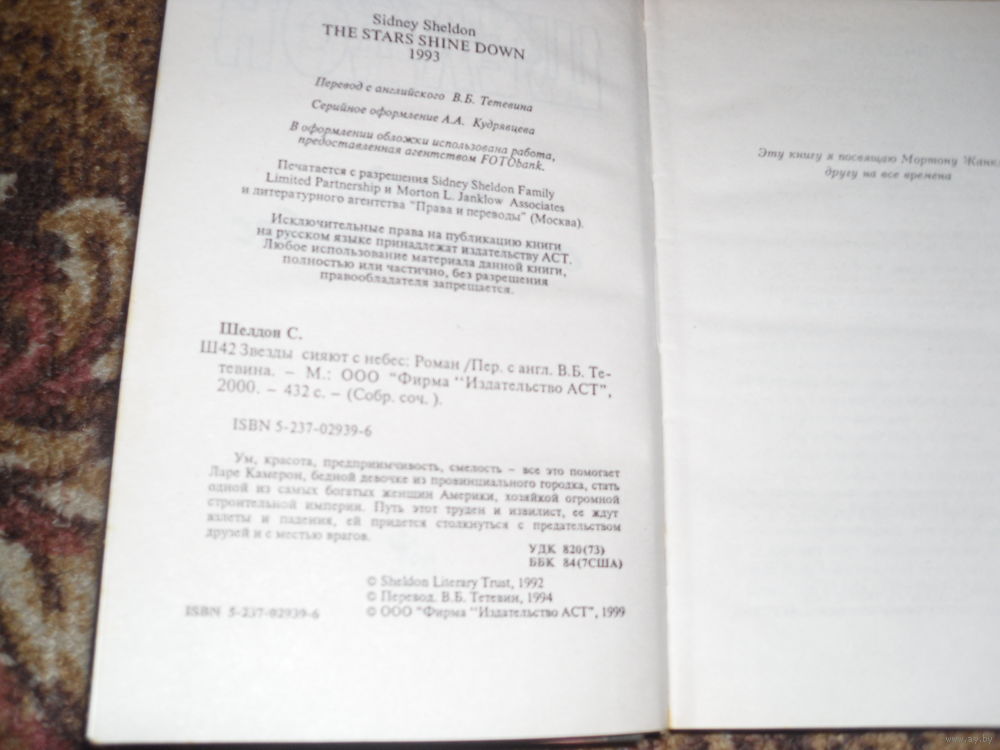 Sidney Sheldon
THE STARS SHINE DOWN
1993
Перевод с английского В.Б. Тетевина
Серийное оформление А.А. Кудрявцева
В оформлении обложки использована работа,
предоставленная агентством FOTObank.
Печатается с разрешения Sidney Sheldon Family
Limited Partnership и Morton L. Janklow Associates
и литературного агентства "Права и переводы" (Москва).
Исключительные права на публикацию книги
на русском языке принадлежат издательству АСТ.
Любое использование материала данной книги,
полностью или частично, без разрешения
правообладателя запрещается.
Шелдон С.
Ш42 Звезды сияют с небес: Роман /Пер. с англ. В.Б. Те-
тевина. – М.: ООО "Фирма "Издательство АСТ",
2000. – 432 с. – (Собр. соч. ).
ISBN 5-237-02939-6
Ум, красота, предприимчивость, смелость – все это помогает
Ларе Камерон, бедной девочке из провинциального городка, стать
одной из самых богатых женщин Америки, хозяйкой огромной
строительной империи. Путь этот труден и извилист, ее ждут
взлеты и падения, ей придется столкнуться с предательством
друзей и с местью врагов.
УДК 820(73)
ББК 84(7США)
© Sheldon Literary Trust, 1992
© Перевод. В.Б. Тетевин, 1994
ISBN 5-237-02939-6 © ООО "Фирма "Издательство АСТ", 1999
Эту книгу я посвящаю Мортону Жанк
другу на все времена
www.ay.by